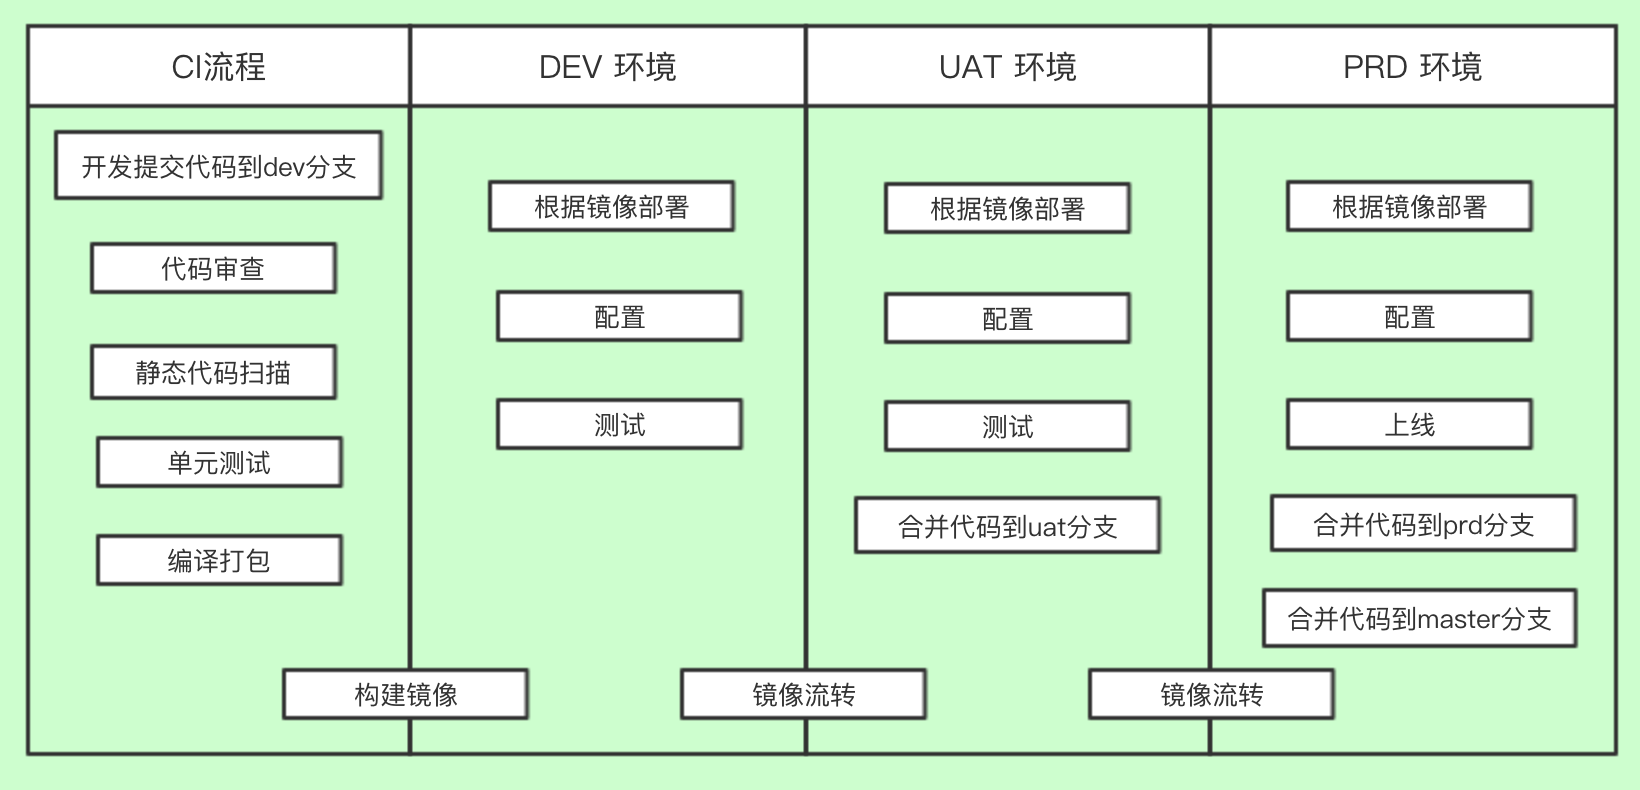 CI流程
DEV 环境
UAT 环境
PRD 环境
开发提交代码到dev分支
代码审查
静态代码扫描
单元测试
编译打包
构建镜像
根据镜像部署
配置
测试
镜像流转
根据镜像部署
配置
测试
合并代码到uat分支
镜像流转
根据镜像部署
配置
上线
合并代码到prd分支
合并代码到master分支